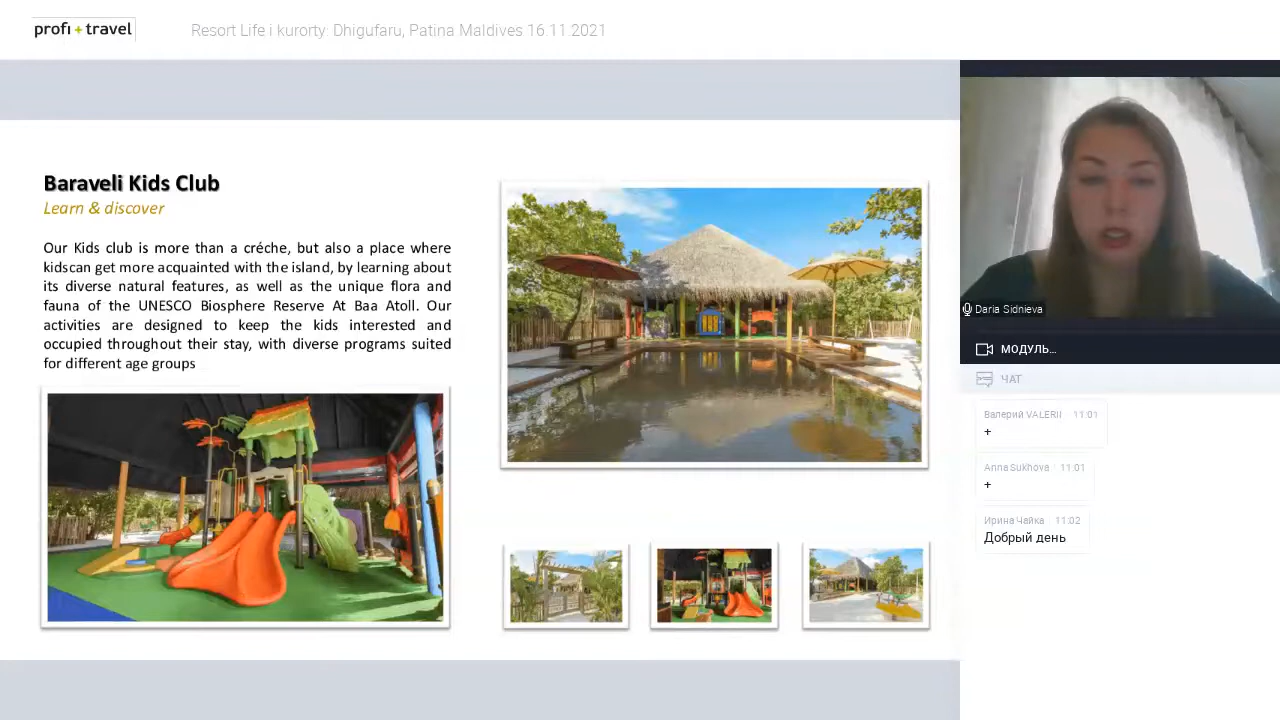 profi + travel
Resort Life i kurorty: Dhigufaru, Patina Maldives 16.11.2021
Baraveli Kids Club
Learn & discover
Our Kids club is more than a créche, but also a place where
kidscan get more acquainted with the island, by learning about
its diverse natural features, as well as the unique flora and
fauna of the UNESCO Biosphere Reserve At Baa Atoll. Our
activities are designed to keep the kids interested and
occupied throughout their stay, with diverse programs suited
for different age groups
Daria Sidnieva
МОДУЛЬ...
ЧАТ
Валерий VALERII 11:01
+
Anna Sukhova 11:01
+
Ирина Чайка 11:02
Добрый день